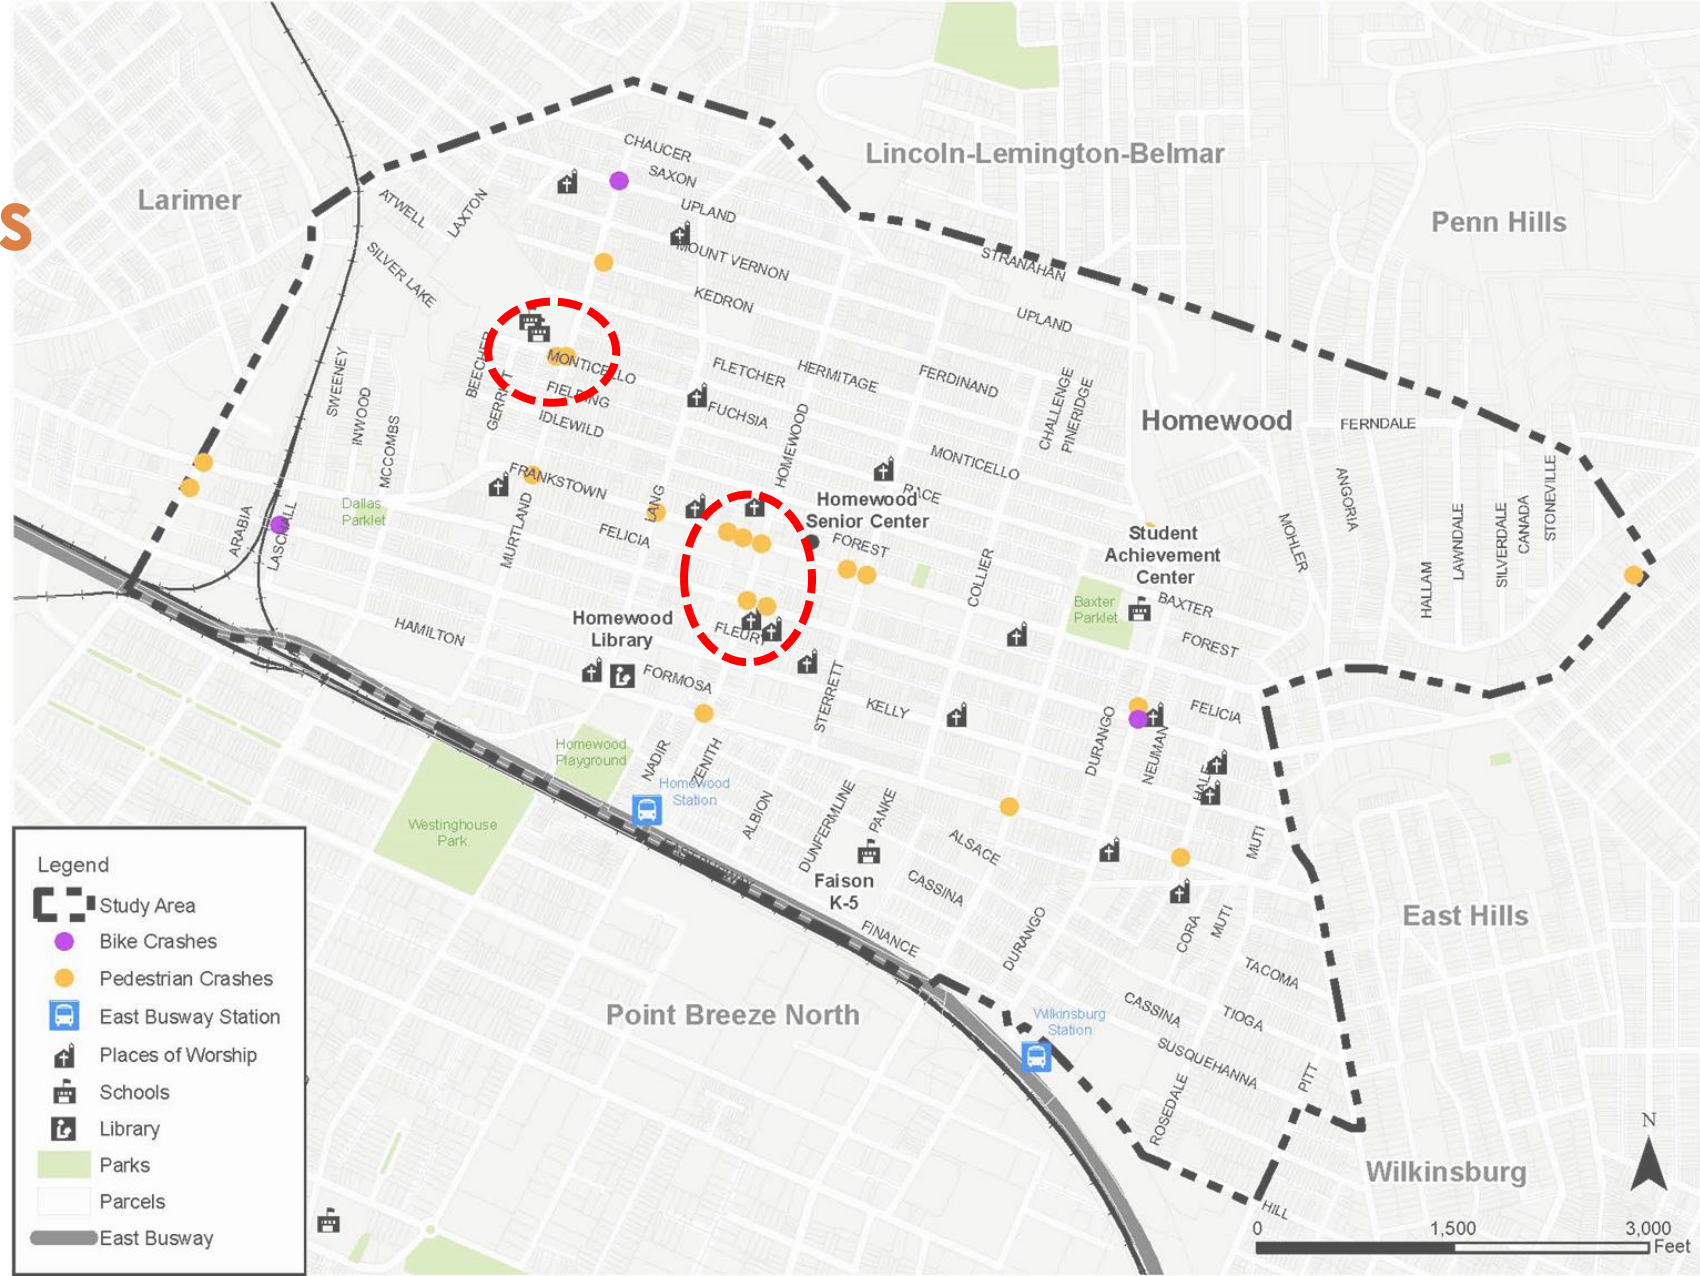 s
CHAUCER
SAXON
UPLAND
Lincoln-Lemington-Belmar
Larimer
ATWELL
LAXTON
Penn Hills
SILVER LAKE
MOUNT VERNON
STRANAHAN
KEDRON
UPLAND
SWEENEY
INWOOD
MCCOMBS
BEECHER
GERRITT
MONTICELLO
FIELDING
IDLEWILD
FLETCHER
HERMITAGE
FERDINAND
FUCHSIA
HOMEWOOD
CHALLENGE
PINERIDGE
Homewood
FERNDALE
MONTICELLO
RACE
FRANKSTOWN
LANG
Homewood
Senior Center
Dallas
Parklet
ARABIA
LASCHALL
MURTLAND
FELICIA
FOREST
COLLIER
Student
Achievement
Center
MOHLER
ANGORIA
HALLAM
LAWNDALE
SILVERDALE
CANADA
STONEVILLE
Baxter
Parklet
BAXTER
FOREST
HAMILTON
Homewood
Library
FLEURY
FORMOSA
STERRETT
KELLY
DURANGO
NEUMAN
FELICIA
HALE
Homewood
Playground
NADIR
ZENITH
Homewood
Station
Westinghouse
Park
ALBION
DUNFERMLINE
PANKE
ALSACE
MUTI
Faison
K-5
CASSINA
FINANCE
DURANGO
CORA
MUTI
East Hills
TACOMA
Point Breeze North
Wilkinsburg
Station
CASSINA
TIOGA
SUSQUEHANNA
ROSEDALE
PITT
Wilkinsburg
HILL
Legend
Study Area
Bike Crashes
Pedestrian Crashes
East Busway Station
Places of Worship
Schools
Library
Parks
Parcels
East Busway
N
0 1,500 3,000
Feet